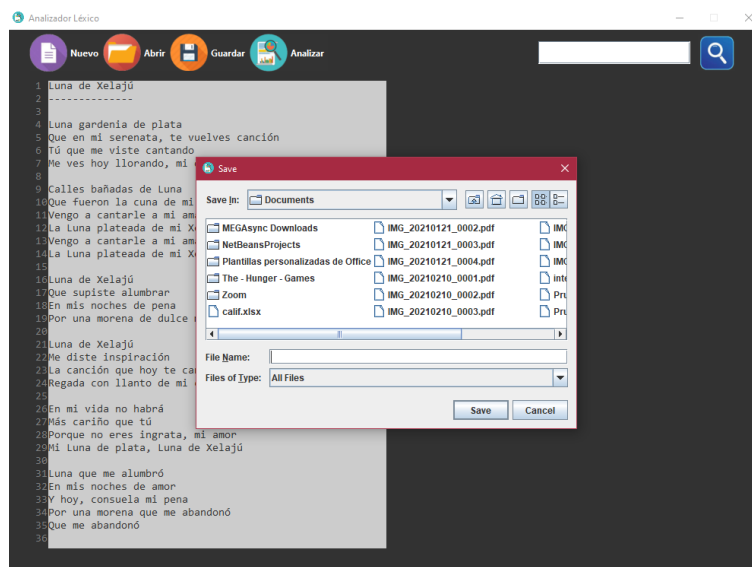 Analizador Léxico
Nuevo Abrir Guardar Analizar
1 Luna de Xelajú
2 --------------
3
4 Luna gardenia de plata
5 Que en mi serenata, te vuelves canción
6 Tú que me viste cantando
7 Me ves hoy llorando, mi
8
9 Calles bañadas de Luna
10 Que fueron la cuna de mi
11 Vengo a cantarle a mi
12 La Luna plateada de mi
13 Vengo a cantarle a mi
14 La Luna plateada de mi
15
16 Luna de Xelajú
17 Que supiste alumbrar
18 En mis noches de pena
19 Por una morena de dulce
20
21 Luna de Xelajú
22 Me diste inspiración
23 La canción que hoy te
24 Regada con llanto de mi
25
26 En mi vida no habrá
27 Más cariño que tú
28 Porque no eres ingrata, mi amor
29 Mi Luna de plata, Luna de Xelajú
30
31 Luna que me alumbró
32 En mis noches de amor
33 Y hoy, consuela mi pena
34 Por una morena que me abandonó
35 Que me abandonó
36
Save
Save In: Documents
MEGAsync Downloads
NetBeansProjects
Plantillas personalizadas de Office
The - Hunger - Games
Zoom
calif.xlsx
IMG_20210121_0002.pdf
IMG_20210121_0003.pdf
IMG_20210121_0004.pdf
IMG_20210210_0001.pdf
IMG_20210210_0002.pdf
IMG_20210210_0003.pdf
File Name:
Files of Type: All Files
Save Cancel